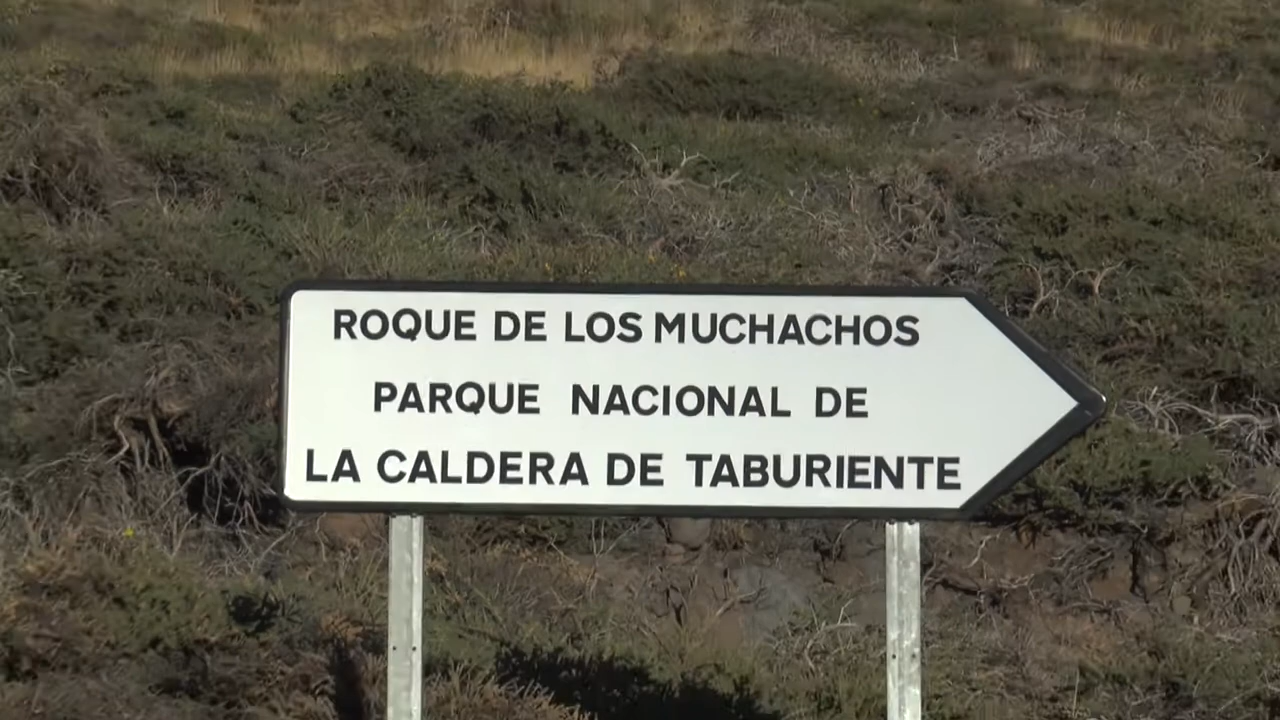 ROQUE DE LOS MUCHACHOS
PARQUE NACIONAL DE
LA CALDERA DE TABURIENTE